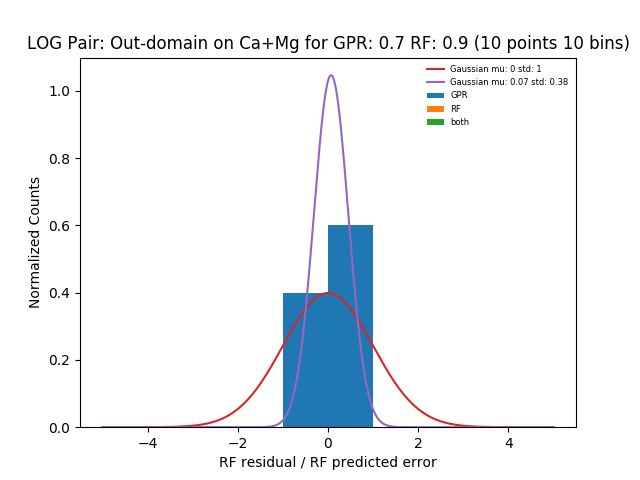 LOG Pair: Out-domain on Ca+Mg for GPR: 0.7 RF: 0.9 (10 points 10 bins)
Gaussian mu: 0 std: 1
Gaussian mu: 0.07 std: 0.38
GPR
RF
both
Normalized Counts
1.0
0.8
0.6
0.4
0.2
0.0
−4
−2
0
2
4
RF residual / RF predicted error